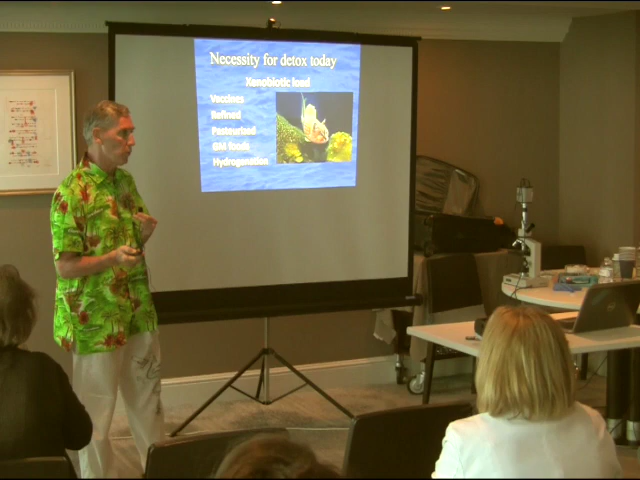 Necessity for detox today
Xenobiotic load
Vaccines
Refined
Pasteurized
GM foods
Hydrogenation